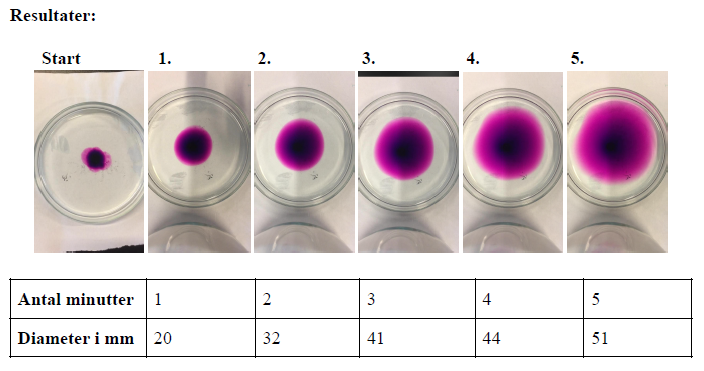 Resultater:
Start 1. 2. 3. 4. 5.
Antal minutter 1 2 3 4 5
Diameter i mm 20 32 41 44 51